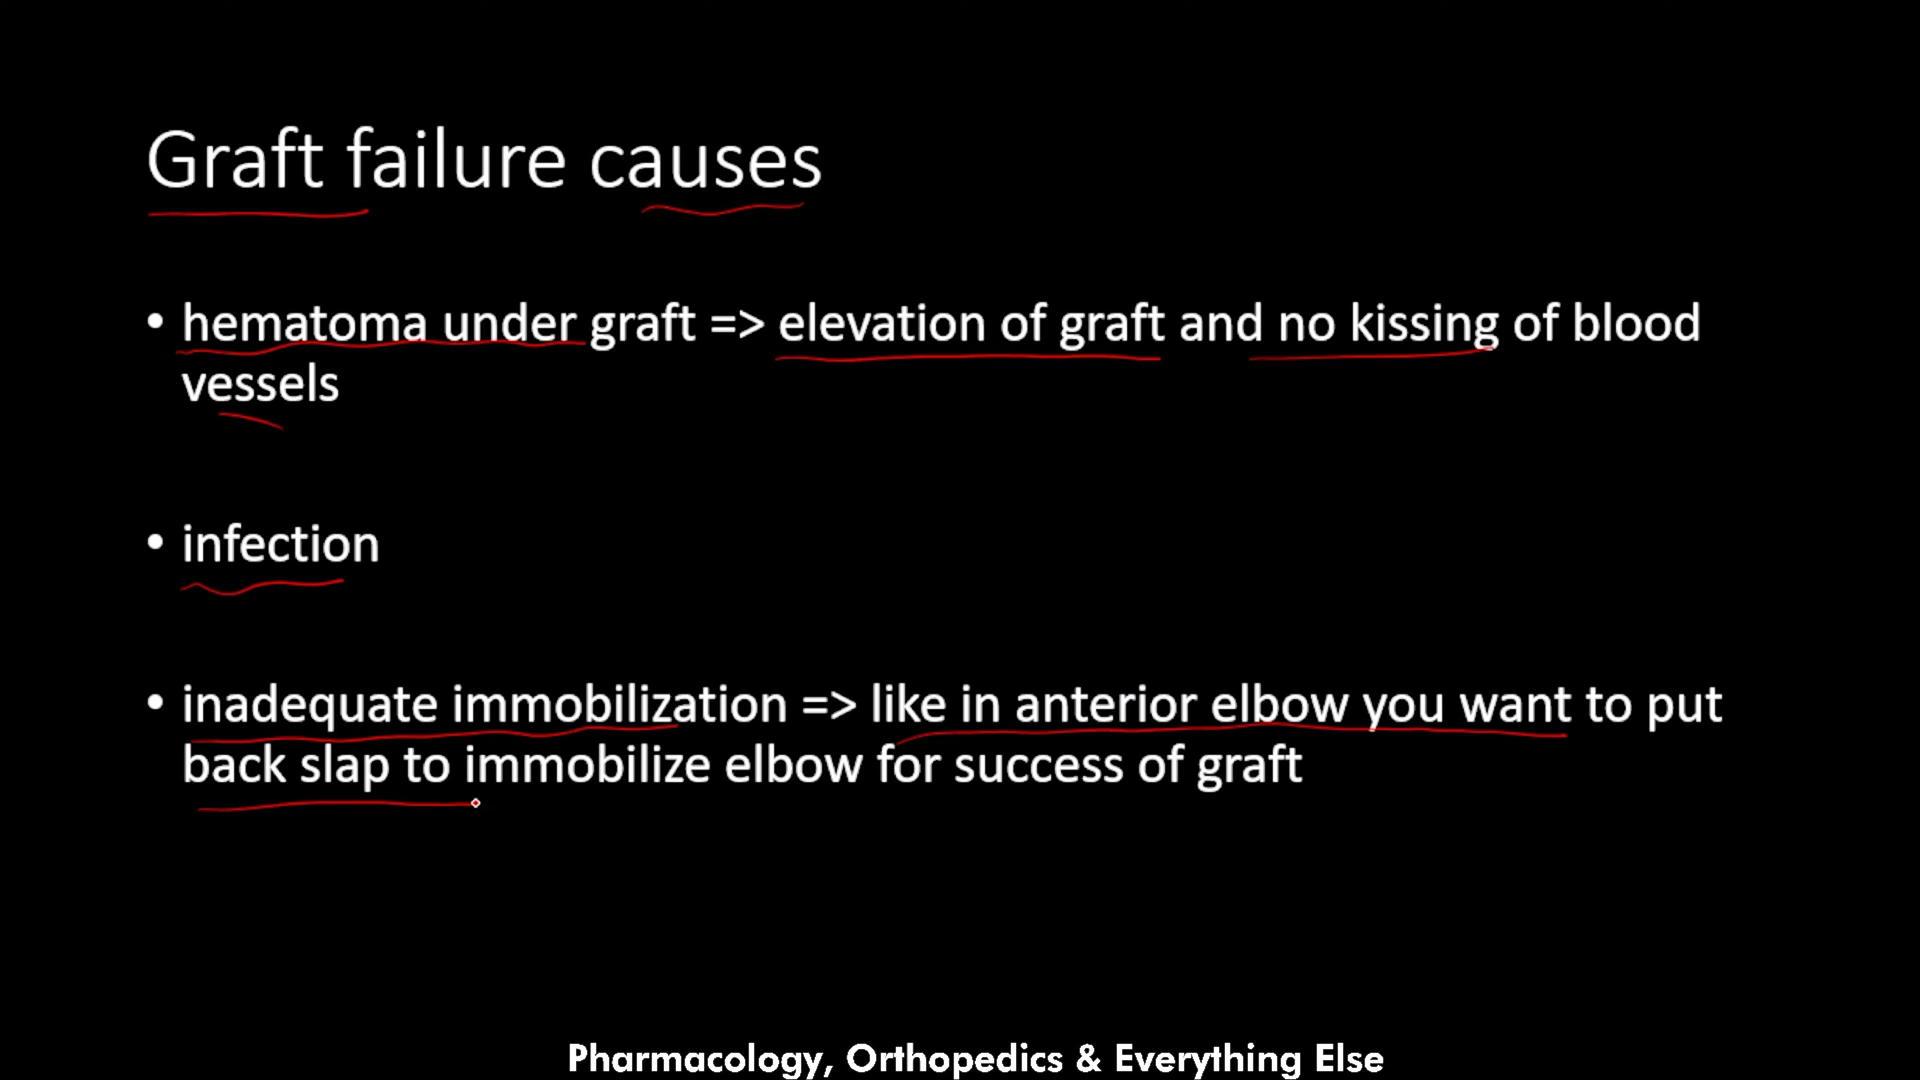 Graft failure causes
• hematoma under graft => elevation of graft and no kissing of blood
vessels
• infection
• inadequate immobilization => like in anterior elbow you want to put
back slap to immobilize elbow for success of graft
Pharmacology, Orthopedics & Everything Else